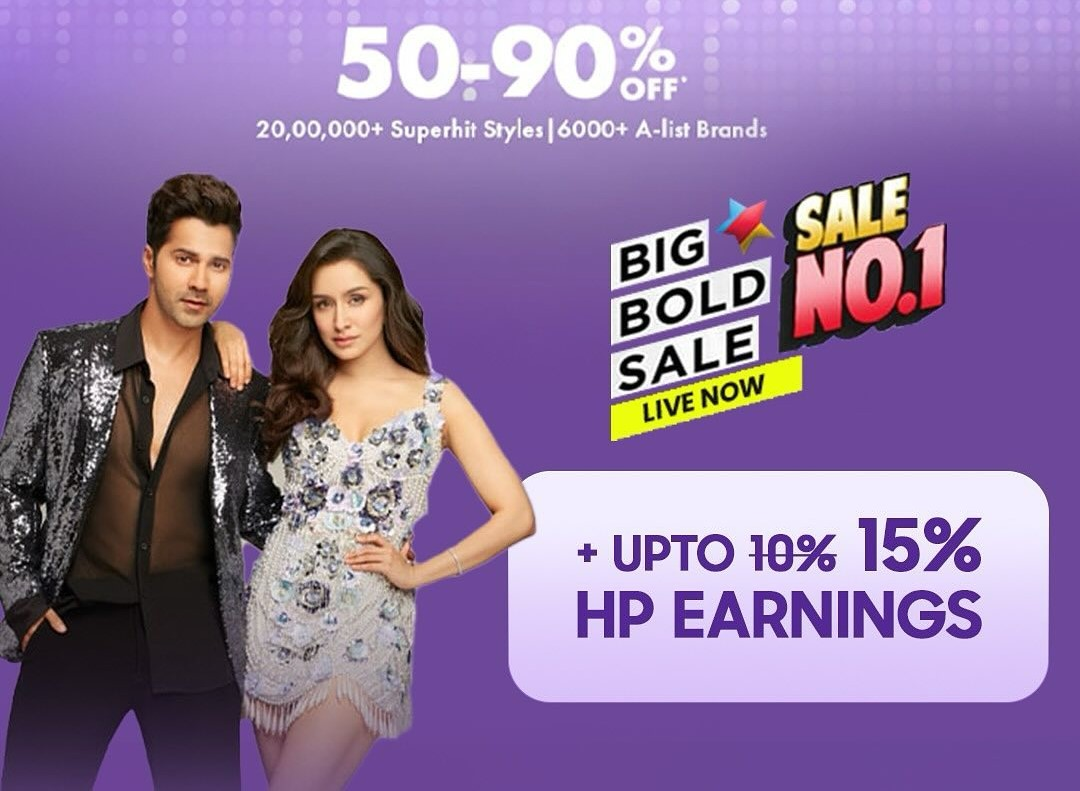 50-90% OFF*
20,00,000+ Superhit Styles|6000+ A-list Brands
BIG
BOLD
SALE
LIVE NOW
SALE
NO.1
+ UPTO 10% 15%
HP EARNINGS